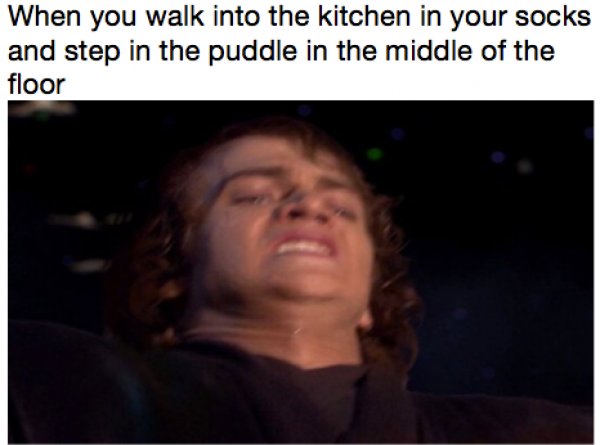 When you walk into the kitchen in your socks
and step in the puddle in the middle of the
floor